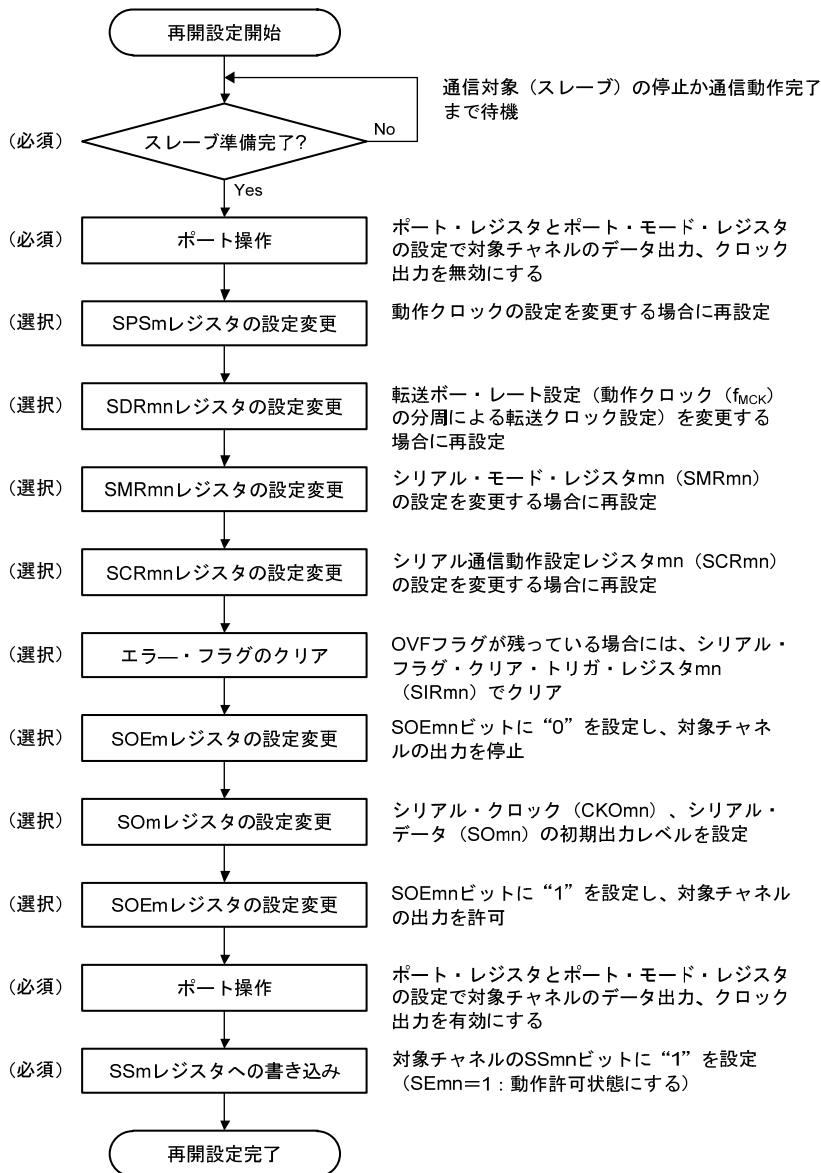 再開設定開始
通信対象（スレーブ）の停止か通信動作完了
まで待機
（必須）
スレーブ準備完了?
No
Yes
（必須）
ポート操作
ポート・レジスタとポート・モード・レジスタ
の設定で対象チャネルのデータ出力、クロック
出力を無効にする
（選択）
SPSmレジスタの設定変更
動作クロックの設定を変更する場合に再設定
（選択）
SDRmnレジスタの設定変更
転送ボー・レート設定（動作クロック（fMCK）
の分周による転送クロック設定）を変更する
場合に再設定
（選択）
SMRmnレジスタの設定変更
シリアル・モード・レジスタmn（SMRmn）
の設定を変更する場合に再設定
（選択）
SCRmnレジスタの設定変更
シリアル通信動作設定レジスタmn（SCRmn）
の設定を変更する場合に再設定
（選択）
エラ―・フラグのクリア
OVFフラグが残っている場合には、シリアル・
フラグ・クリア・トリガ・レジスタmn
（SIRmn）でクリア
（選択）
SOEmレジスタの設定変更
SOEmnビットに“0”を設定し、対象チャネ
ルの出力を停止
（選択）
SOmレジスタの設定変更
シリアル・クロック（CKOmn）、シリアル・
データ（SOmn）の初期出力レベルを設定
（選択）
SOEmレジスタの設定変更
SOEmnビットに“1”を設定し、対象チャネル
の出力を許可
（必須）
ポート操作
ポート・レジスタとポート・モード・レジスタ
の設定で対象チャネルのデータ出力、クロック
出力を有効にする
（必須）
SSmレジスタへの書き込み
対象チャネルのSSmnビットに“1”を設定
（SEmn＝1：動作許可状態にする）
再開設定完了